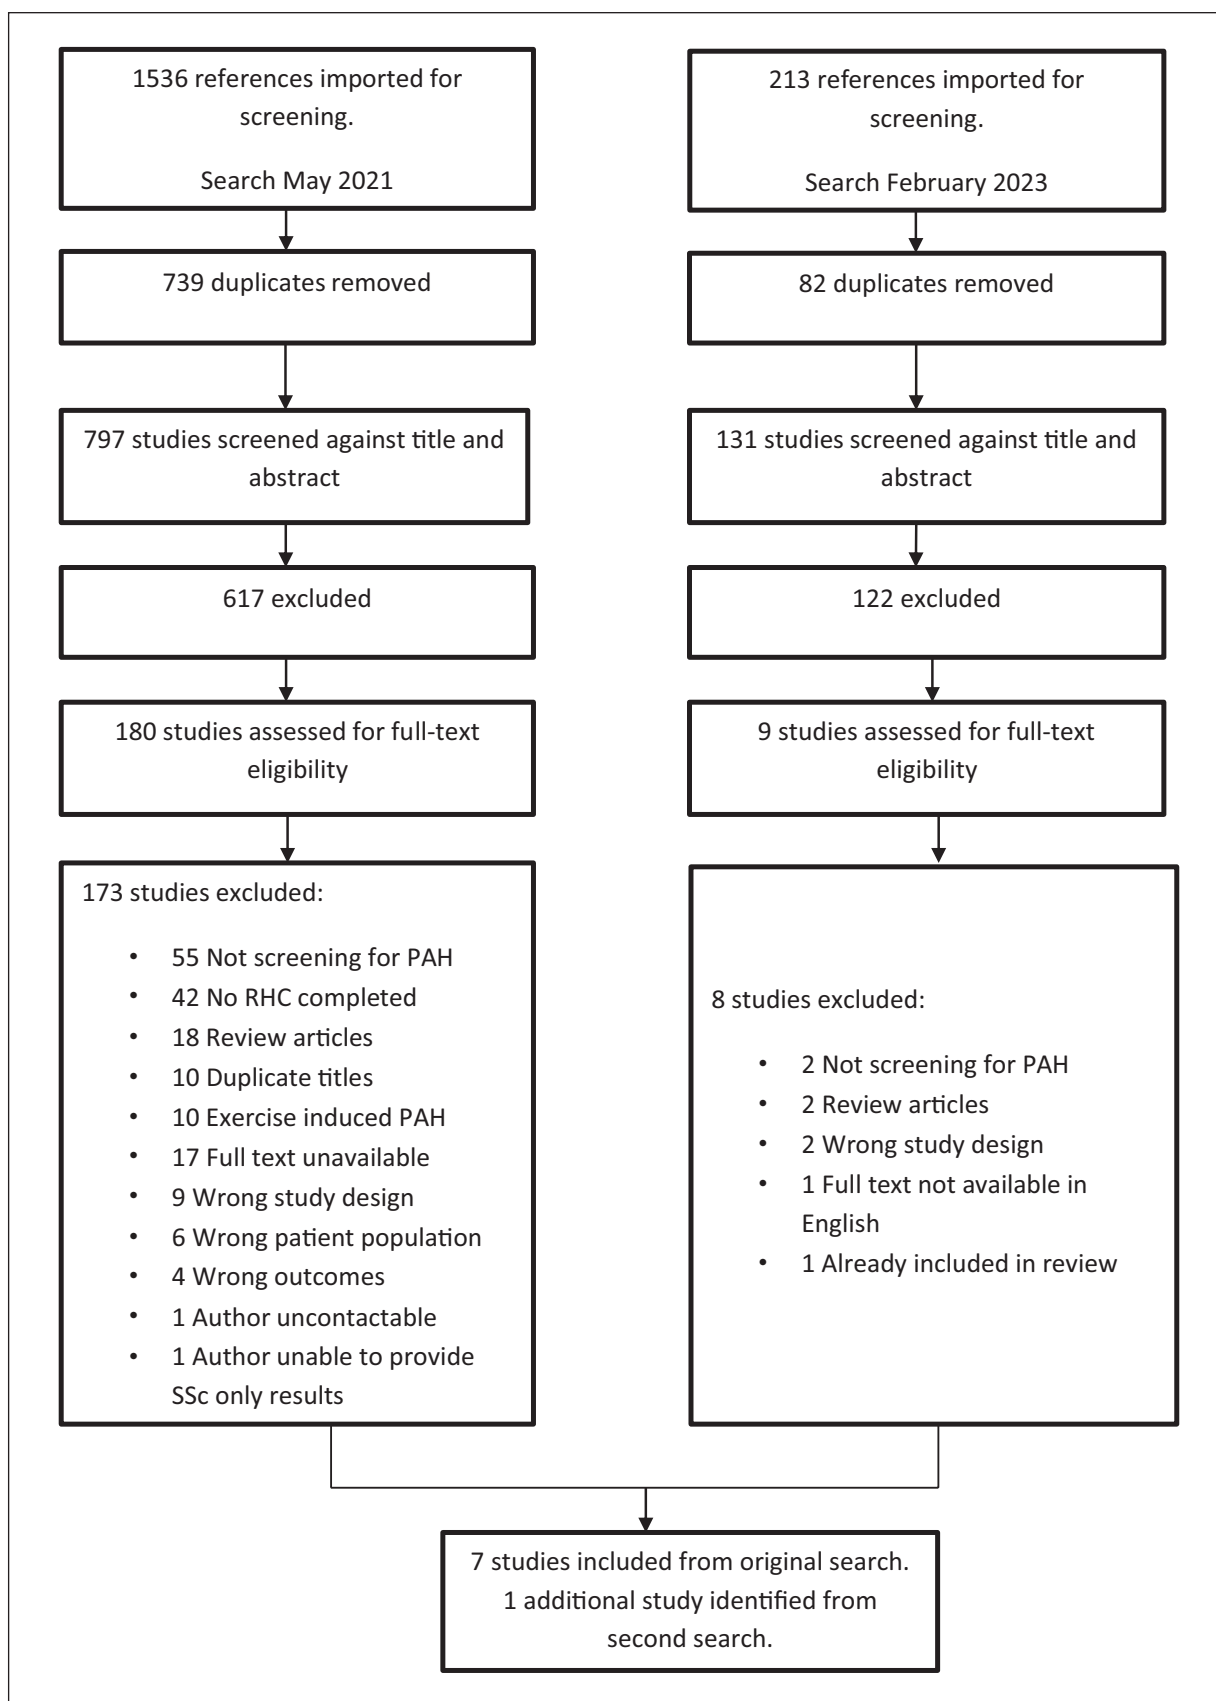 1536 references imported for
screening.
Search May 2021
739 duplicates removed
797 studies screened against title and
abstract
617 excluded
180 studies assessed for full-text
eligibility
173 studies excluded:
• 55 Not screening for PAH
• 42 No RHC completed
• 18 Review articles
• 10 Duplicate titles
• 10 Exercise induced PAH
• 17 Full text unavailable
• 9 Wrong study design
• 6 Wrong patient population
• 4 Wrong outcomes
• 1 Author uncontactable
• 1 Author unable to provide
SSc only results
213 references imported for
screening.
Search February 2023
82 duplicates removed
131 studies screened against title and
abstract
122 excluded
9 studies assessed for full-text
eligibility
8 studies excluded:
• 2 Not screening for PAH
• 2 Review articles
• 2 Wrong study design
• 1 Full text not available in
English
• 1 Already included in review
7 studies included from original search.
1 additional study identified from
second search.